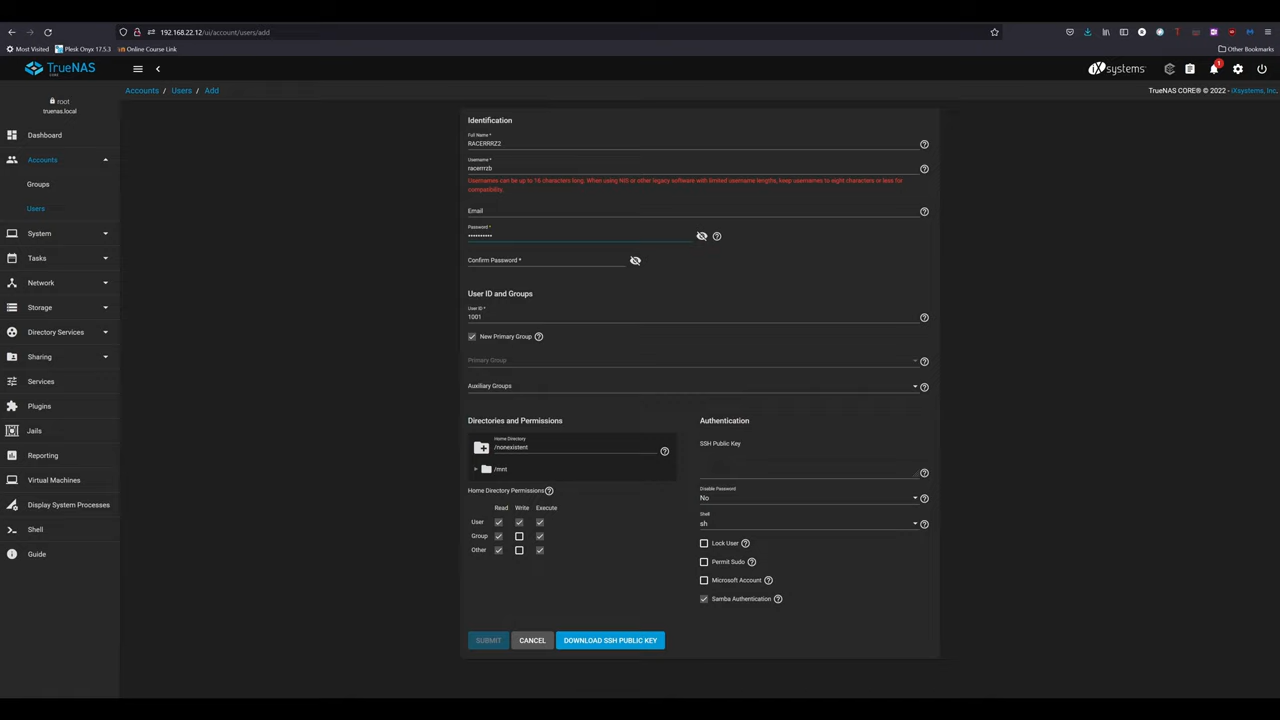 192.168.22.12/ui/account/users/add
Most Visited
Plesk Onyx 17.5.3
Online Course Link
Other Bookmarks
TrueNAS
CORE
iXsystems
1
root
truenas.local
Accounts / Users / Add
TrueNAS CORE® © 2022 - iXsystems, Inc.
Dashboard
Accounts
Groups
Users
System
Tasks
Network
Storage
Directory Services
Sharing
Services
Plugins
Jails
Reporting
Virtual Machines
Display System Processes
Shell
Guide
Identification
Full Name *
RACERRRZ2
Username *
racerrrzb
Usernames can be up to 16 characters long. When using NIS or other legacy software with limited username lengths, keep usernames to eight characters or less for
compatibility.
Email
Password *
••••••••••
Confirm Password *
User ID and Groups
User ID *
1001
New Primary Group
Primary Group
Auxiliary Groups
Directories and Permissions
Home Directory
/nonexistent
/mnt
Home Directory Permissions
Read Write Execute
User
Group
Other
Authentication
SSH Public Key
Disable Password
No
Shell
sh
Lock User
Permit Sudo
Microsoft Account
Samba Authentication
SUBMIT
CANCEL
DOWNLOAD SSH PUBLIC KEY